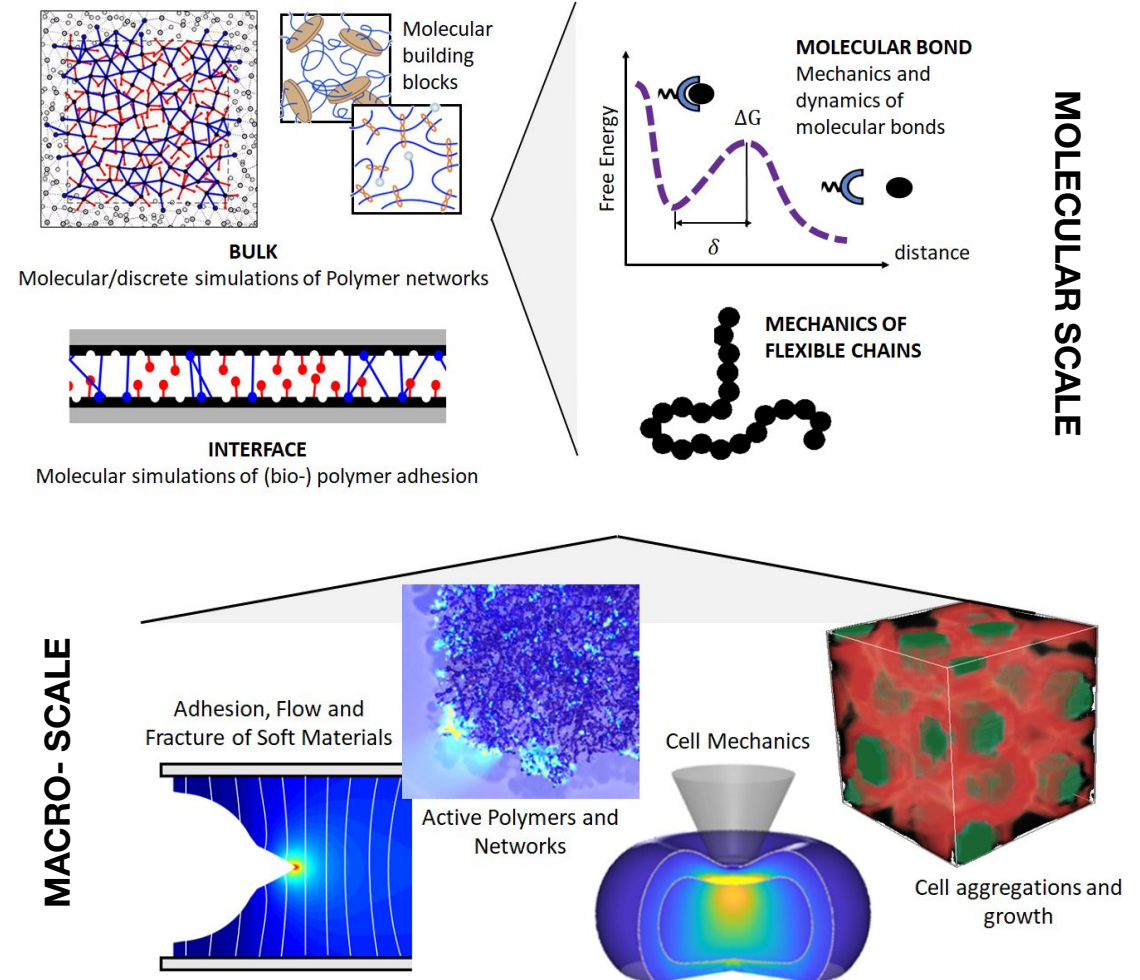 Molecular
building
blocks
BULK
Molecular/discrete simulations of Polymer networks
INTERFACE
Molecular simulations of (bio-) polymer adhesion
MOLECULAR BOND
Mechanics and
dynamics of
molecular bonds
Free Energy
ΔG
δ
distance
MECHANICS OF
FLEXIBLE CHAINS
MOLECULAR SCALE
MACRO- SCALE
Adhesion, Flow and
Fracture of Soft Materials
Active Polymers and
Networks
Cell Mechanics
Cell aggregations and
growth